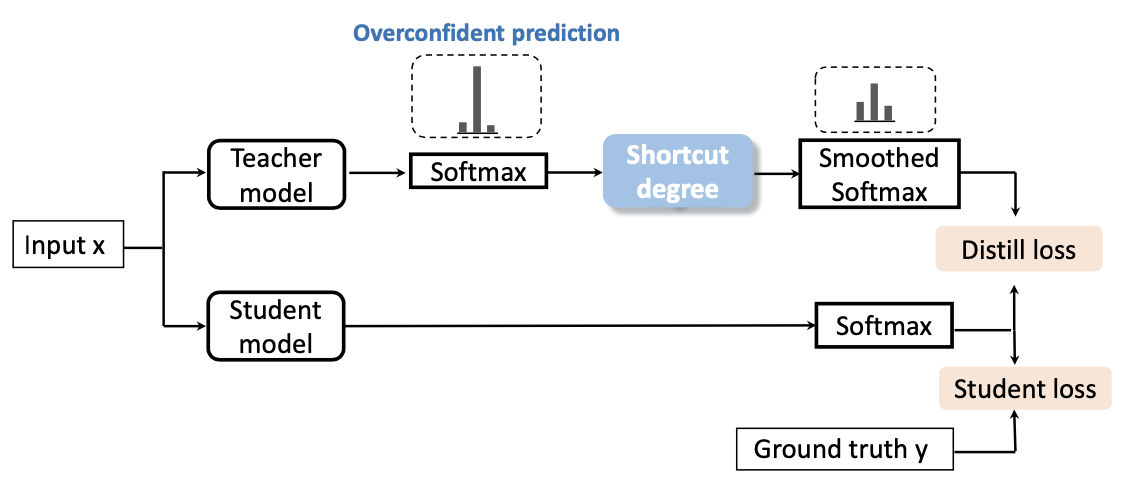 Overconfident prediction
Teacher
model
Softmax
Shortcut
degree
Smoothed
Softmax
Input x
Distill loss
Student
model
Softmax
Student loss
Ground truth y